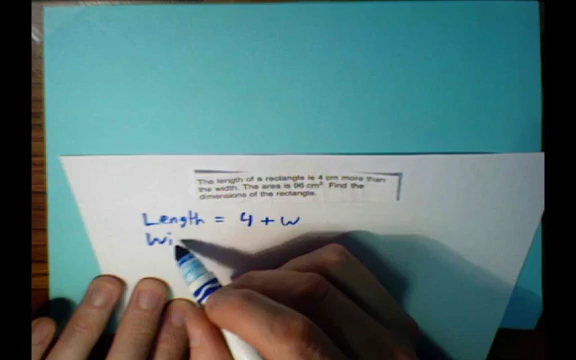 The length of a rectangle is 4 cm more than
the width. The area is 96 cm². Find the
dimensions of the rectangle.
Length = 4 + w
Wi